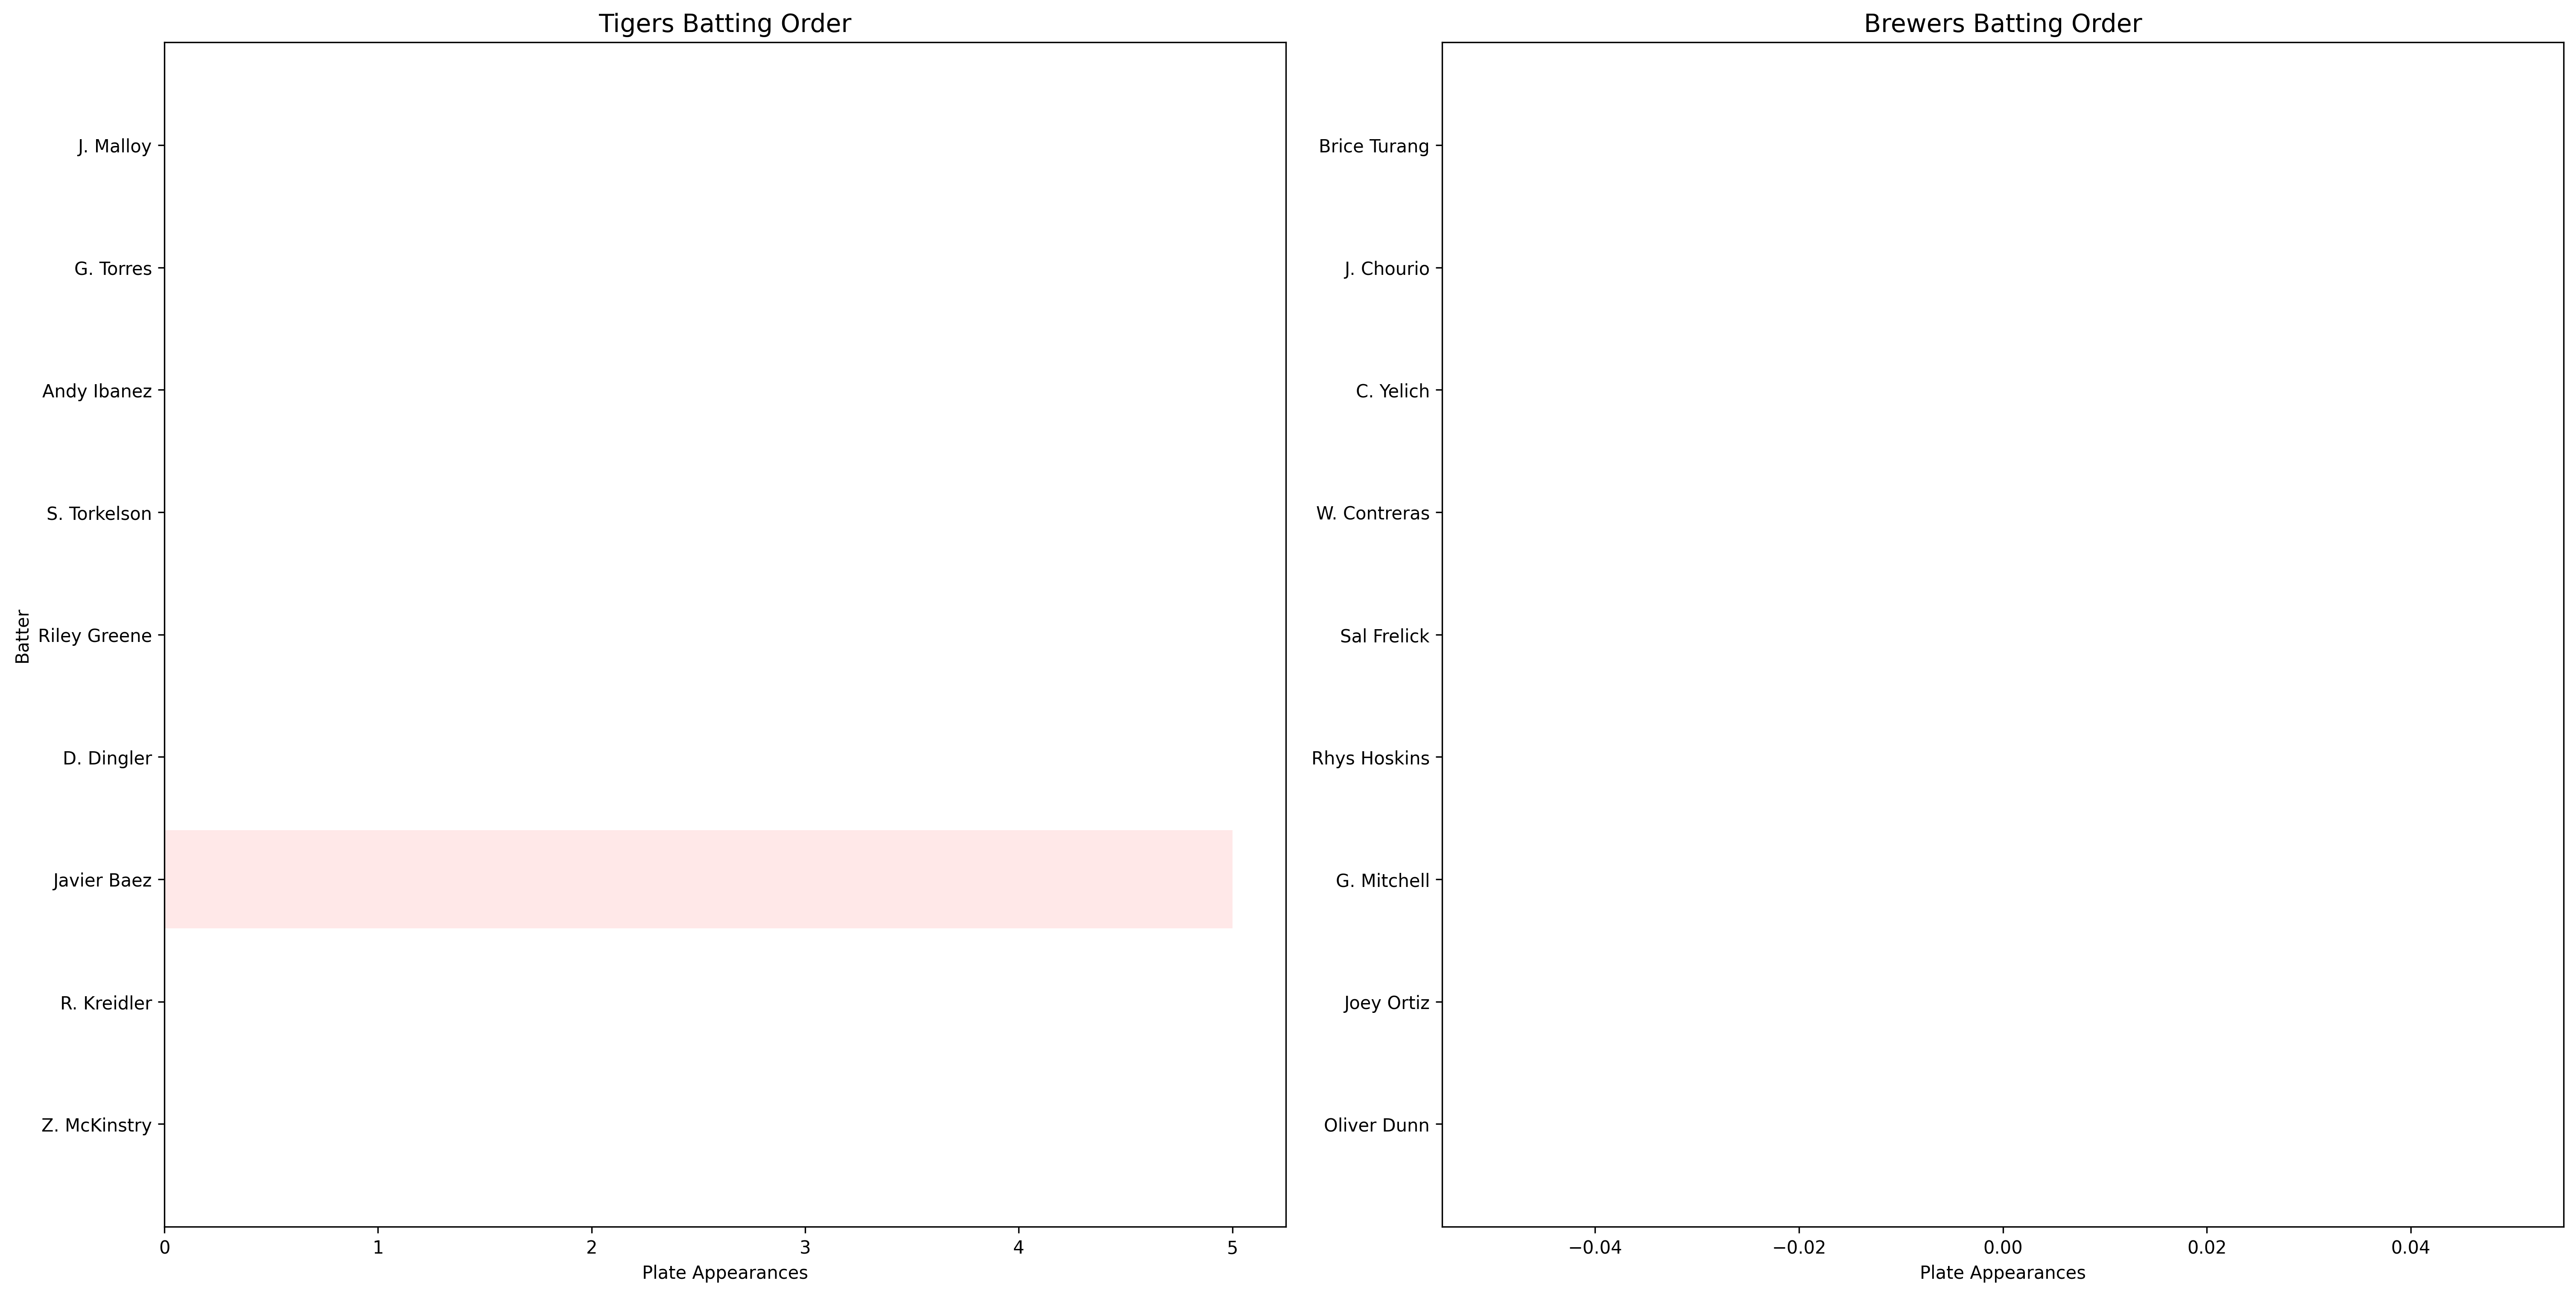 Tigers Batting Order
Batter
J. Malloy
G. Torres
Andy Ibanez
S. Torkelson
Riley Greene
D. Dingler
Javier Baez
R. Kreidler
Z. McKinstry
0 1 2 3 4 5
Plate Appearances
Brewers Batting Order
Brice Turang
J. Chourio
C. Yelich
W. Contreras
Sal Frelick
Rhys Hoskins
G. Mitchell
Joey Ortiz
Oliver Dunn
−0.04 −0.02 0.00 0.02 0.04
Plate Appearances